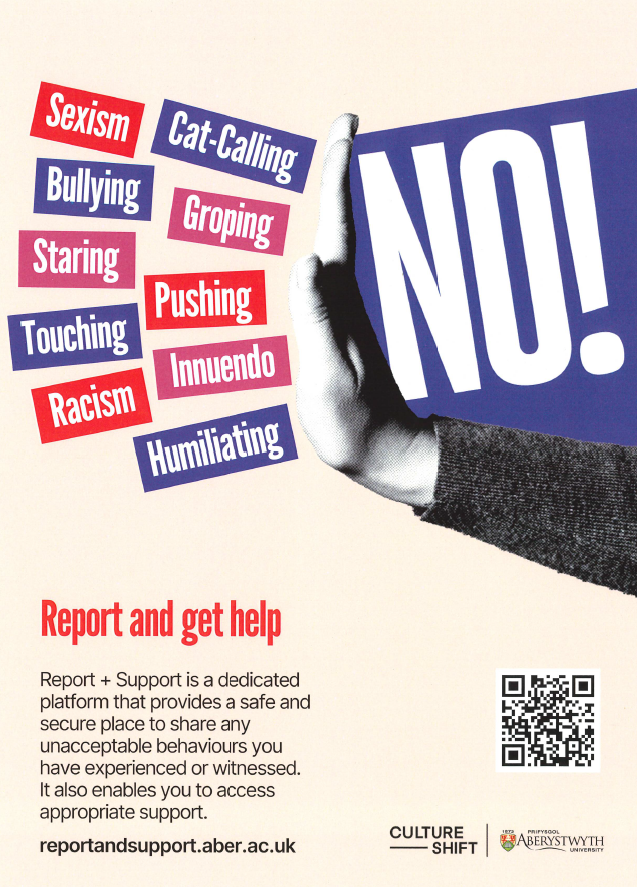 Sexism
Cat-Calling
Bullying
Groping
Staring
Pushing
Touching
Innuendo
Racism
Humiliating
NO!
Report and get help
Report + Support is a dedicated
platform that provides a safe and
secure place to share any
unacceptable behaviours you
have experienced or witnessed.
It also enables you to access
appropriate support.
reportandsupport.aber.ac.uk
CULTURE
SHIFT
1872
PRIFYSGOL
ABERYSTWYTH
UNIVERSITY